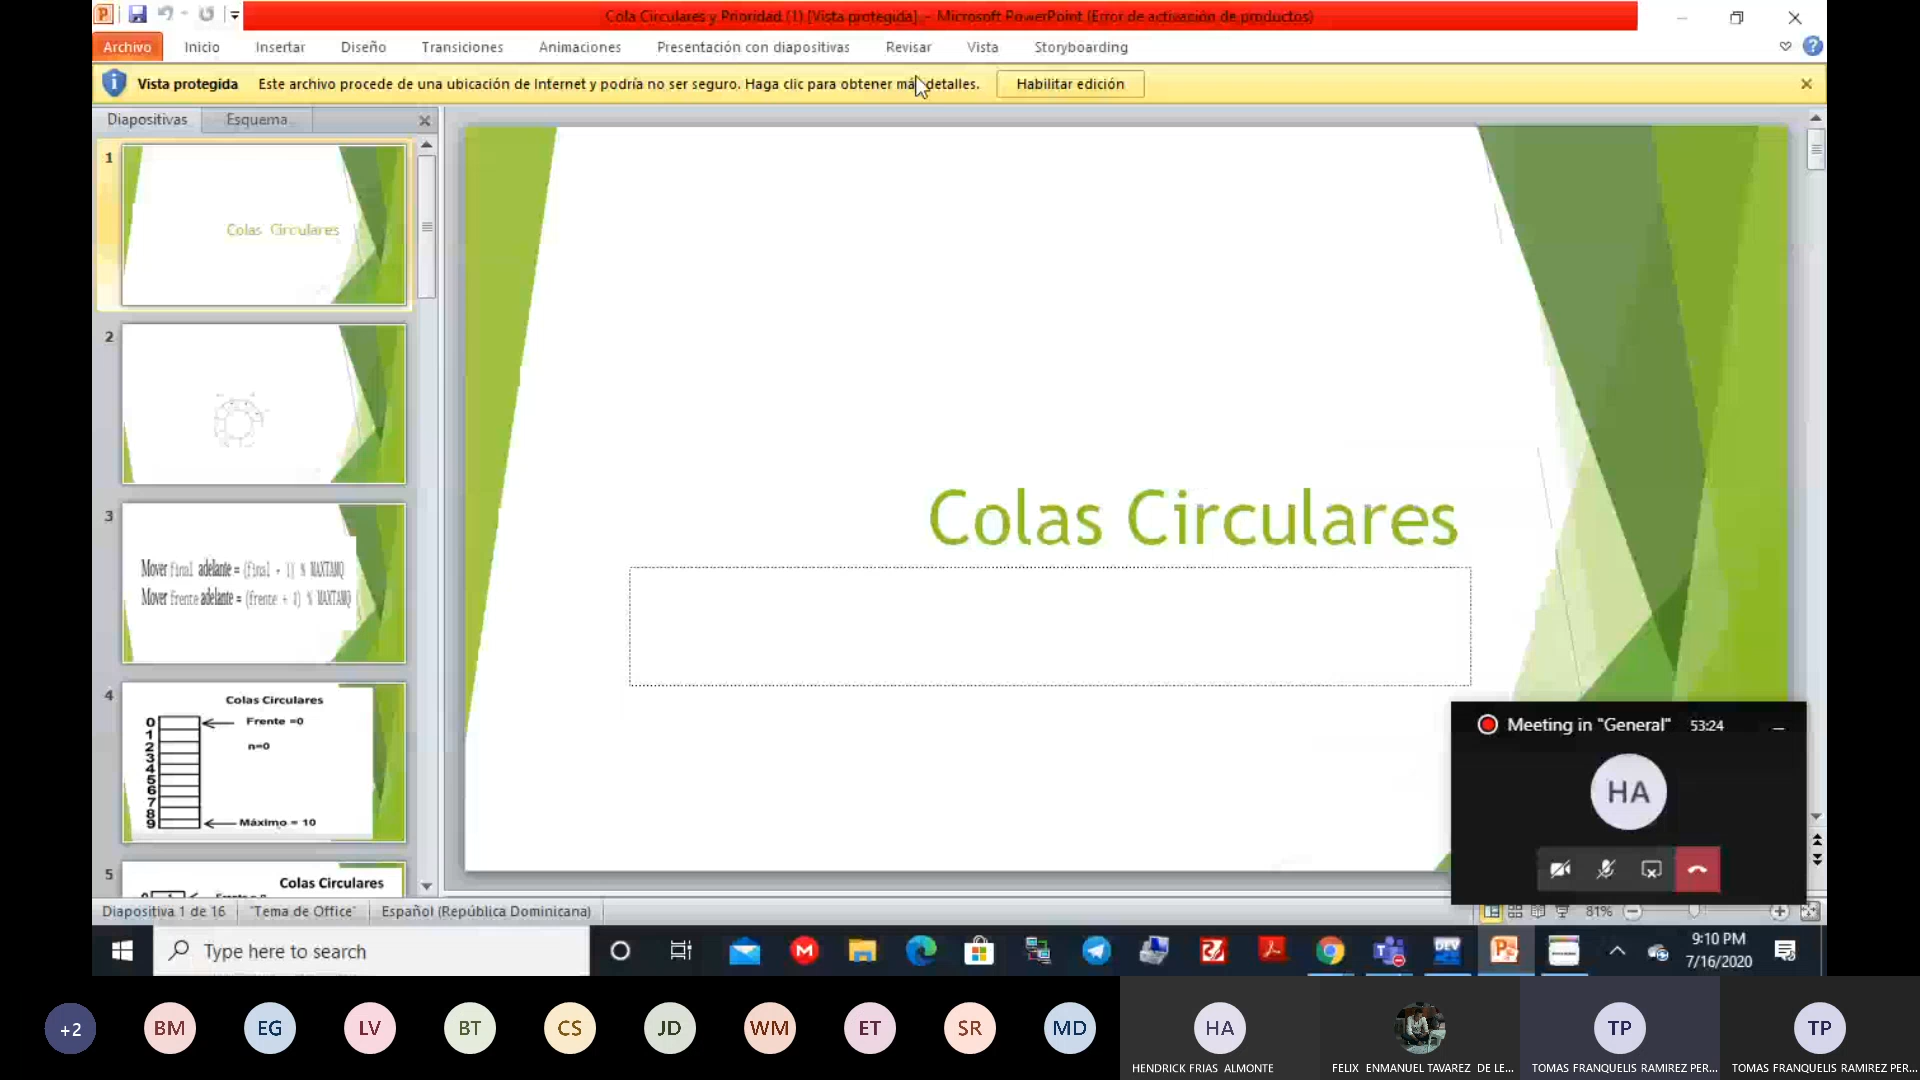 Cola Circulares y Prioridad (1) [Vista protegida] - Microsoft PowerPoint (Error de activación de productos)
Archivo Inicio Insertar Diseño Transiciones Animaciones Presentación con diapositivas Revisar Vista Storyboarding
Vista protegida Este archivo procede de una ubicación de Internet y podría no ser seguro. Haga clic para obtener más detalles. Habilitar edición
Diapositivas Esquema
1
Colas Circulares
2
3
Mover final adelante = (final + 1) % MAXTAMQ
Mover frente adelante = (frente + 1) % MAXTAMQ
4
Colas Circulares
0
1
2
3
4
5
6
7
8
9
Frente =0
n=0
Máximo = 10
5
Colas Circulares
Colas Circulares
Meeting in "General" 53:24
HA
Diapositiva 1 de 16 "Tema de Office" Español (República Dominicana) 81%
Type here to search
DEV
9:10 PM
7/16/2020
+2 BM EG LV BT CS JD WM ET SR MD HA TP TP
HENDRICK FRIAS ALMONTE FELIX ENMANUEL TAVAREZ DE LE... TOMAS FRANQUELIS RAMIREZ PER... TOMAS FRANQUELIS RAMIREZ PER...